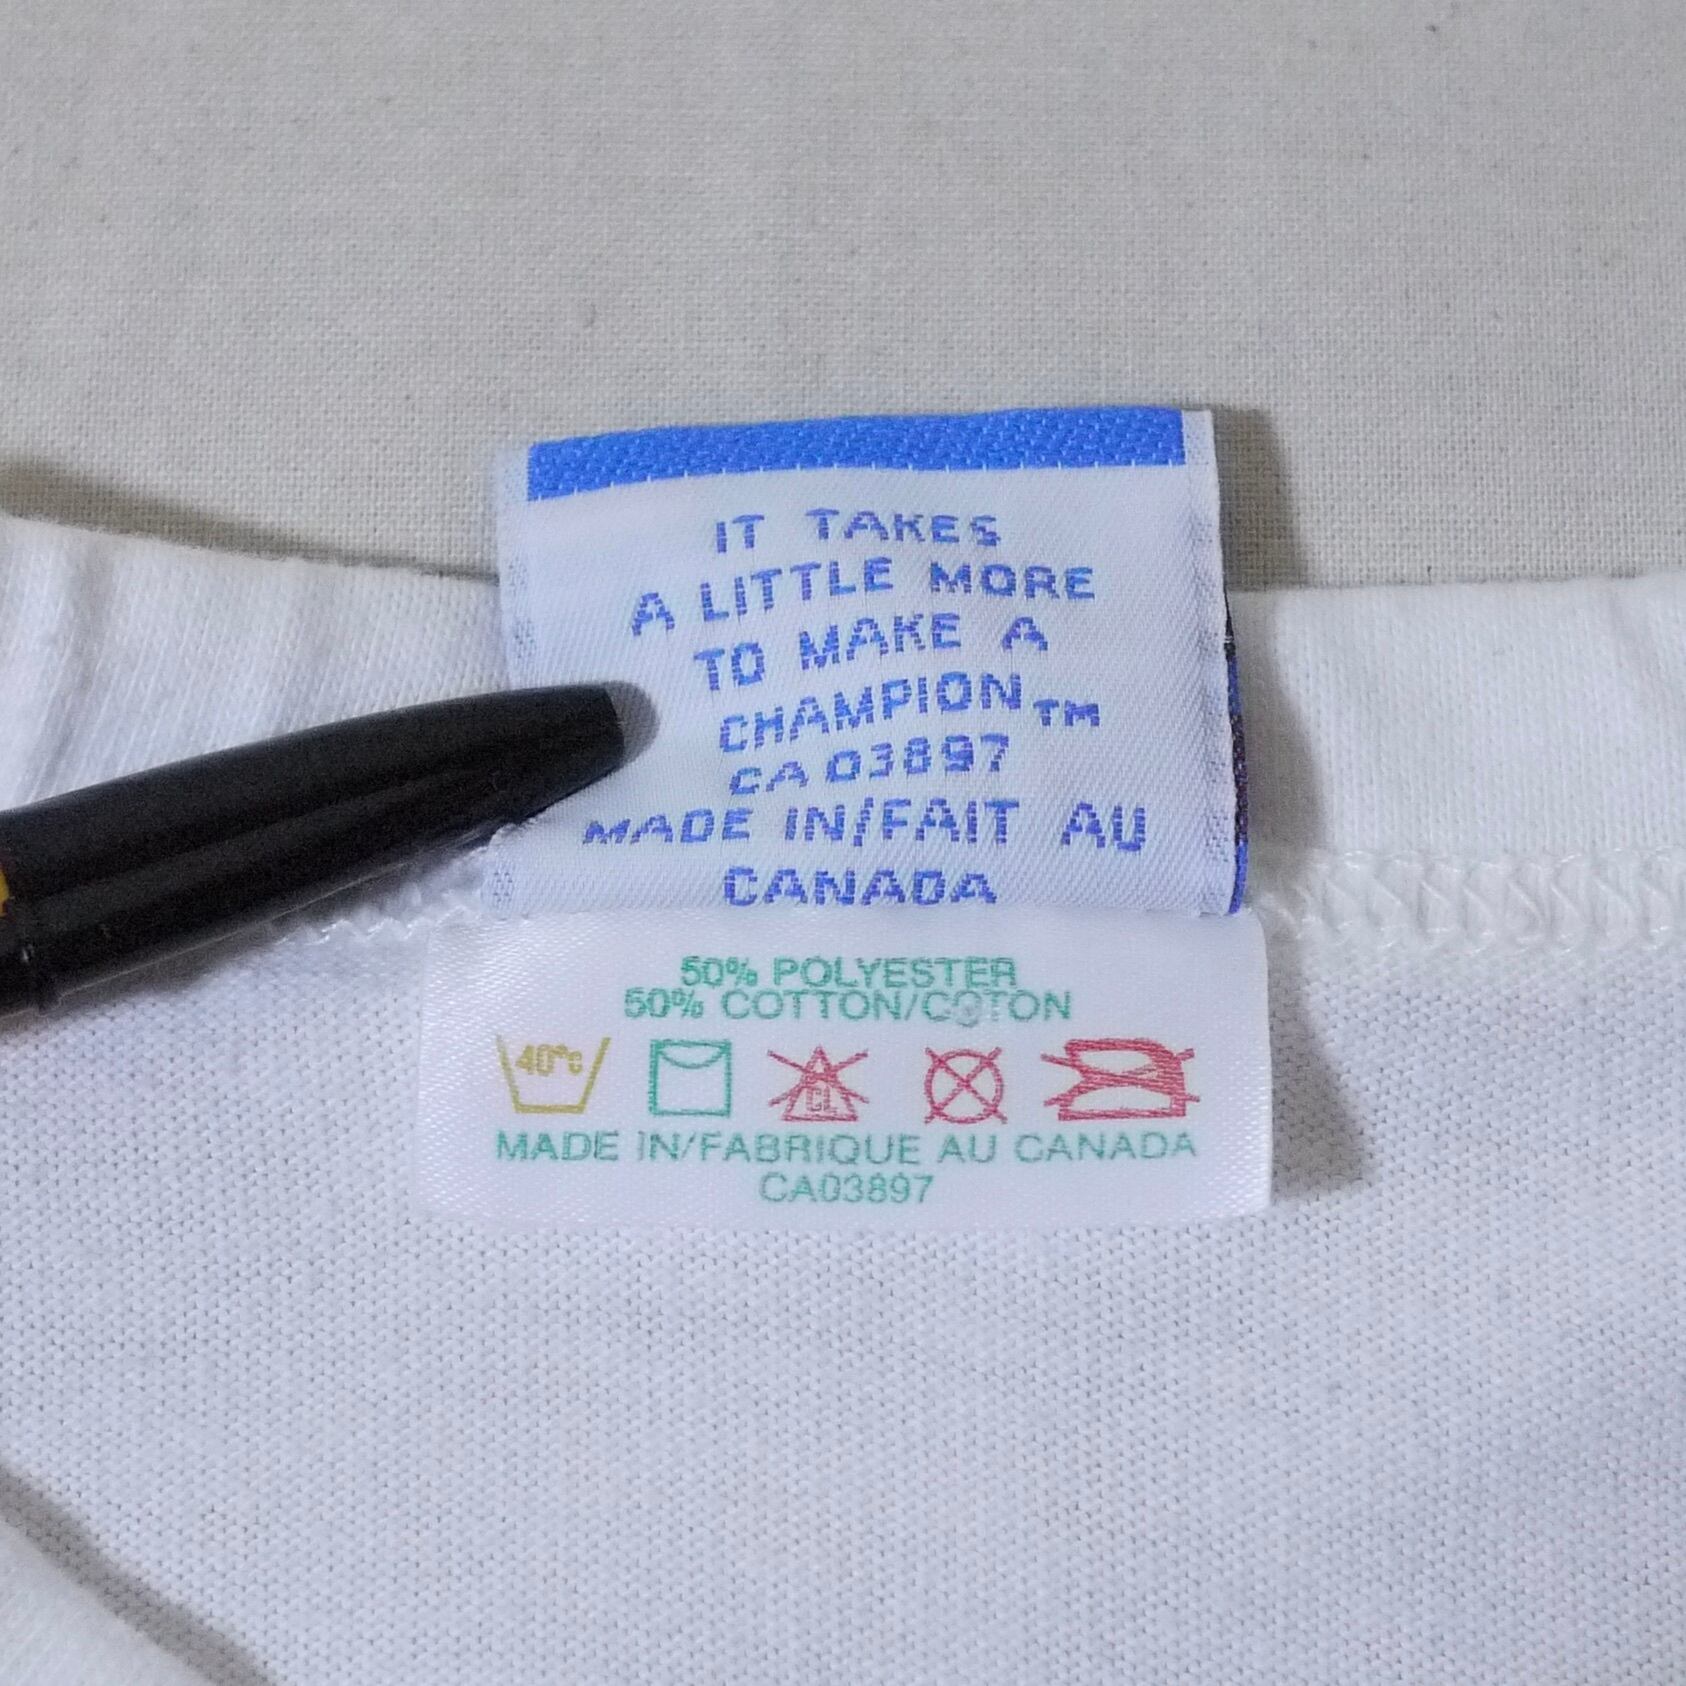 IT TAKES
A LITTLE MORE
TO MAKE A
CHAMPION™
CA 03897
MADE IN/FAIT AU
CANADA
50% POLYESTER
50% COTTON/COTON
40°C
CL
MADE IN/FABRIQUE AU CANADA
CA03897